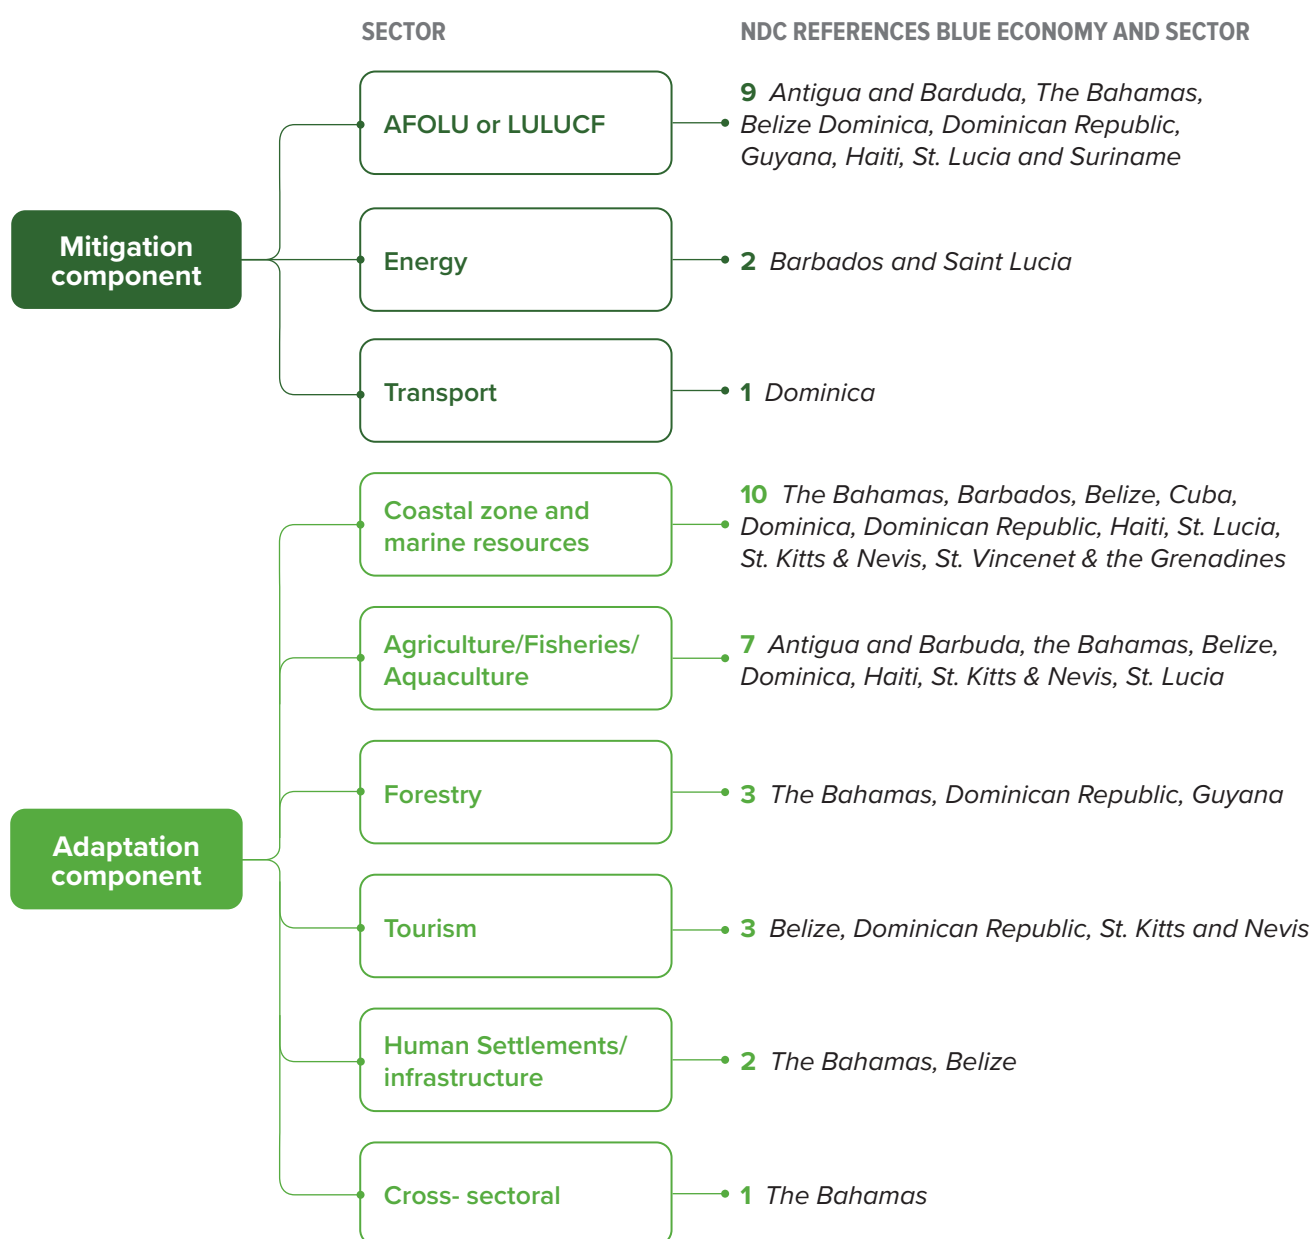 SECTOR
NDC REFERENCES BLUE ECONOMY AND SECTOR
Mitigation
component
AFOLU or LULUCF
9 Antigua and Barduda, The Bahamas,
Belize Dominica, Dominican Republic,
Guyana, Haiti, St. Lucia and Suriname
Energy
2 Barbados and Saint Lucia
Transport
1 Dominica
Adaptation
component
Coastal zone and
marine resources
10 The Bahamas, Barbados, Belize, Cuba,
Dominica, Dominican Republic, Haiti, St. Lucia,
St. Kitts & Nevis, St. Vincenet & the Grenadines
Agriculture/Fisheries/
Aquaculture
7 Antigua and Barbuda, the Bahamas, Belize,
Dominica, Haiti, St. Kitts & Nevis, St. Lucia
Forestry
3 The Bahamas, Dominican Republic, Guyana
Tourism
3 Belize, Dominican Republic, St. Kitts and Nevis
Human Settlements/
infrastructure
2 The Bahamas, Belize
Cross- sectoral
1 The Bahamas